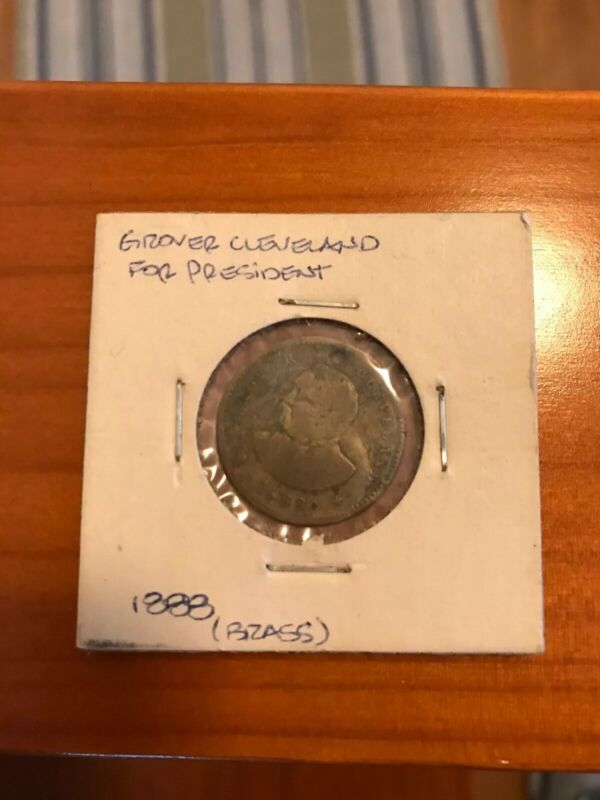 GROVER CLEVELAND
FOR PRESIDENT
1888
(BRASS)